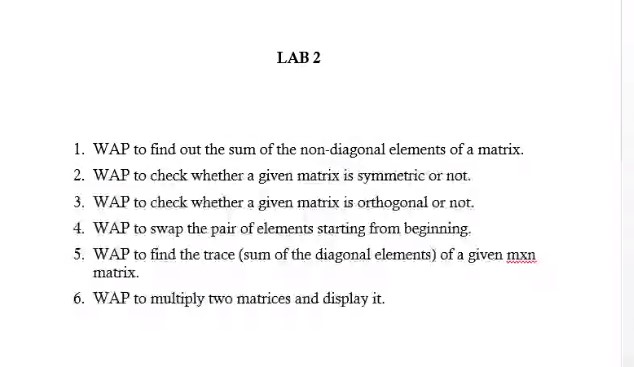 LAB 2
1. WAP to find out the sum of the non-diagonal elements of a matrix.
2. WAP to check whether a given matrix is symmetric or not.
3. WAP to check whether a given matrix is orthogonal or not.
4. WAP to swap the pair of elements starting from beginning.
5. WAP to find the trace (sum of the diagonal elements) of a given mxn
matrix.
6. WAP to multiply two matrices and display it.